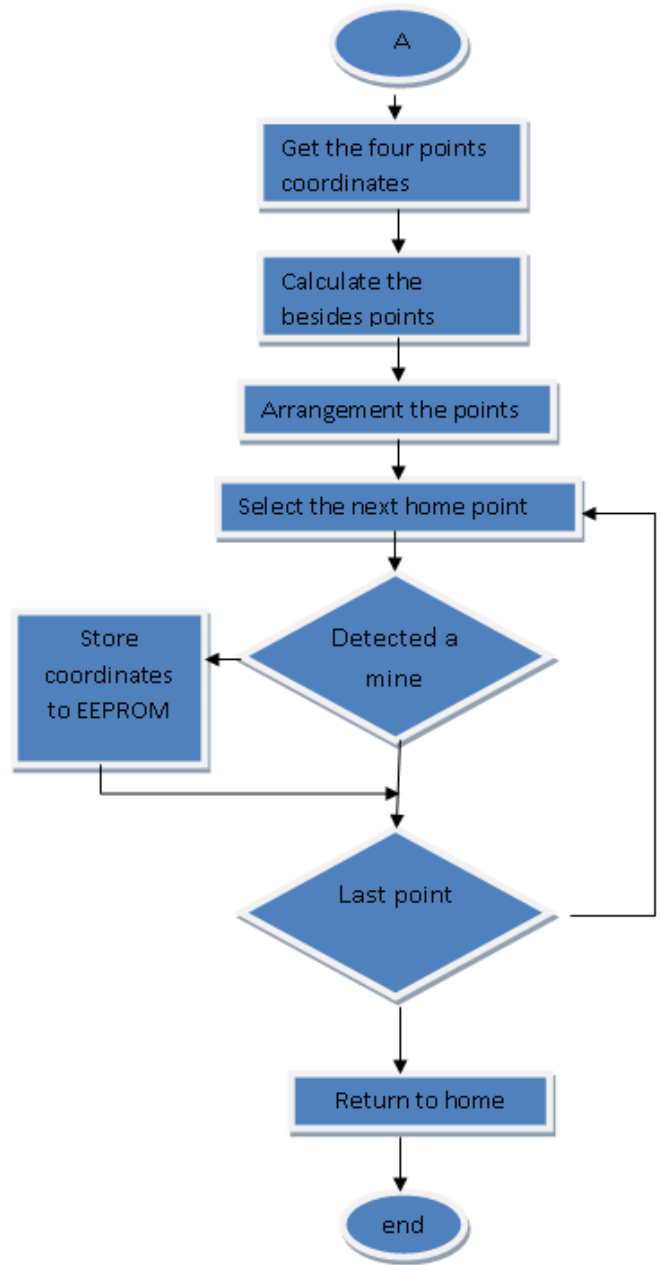 A
Get the four points
coordinates
Calculate the
besides points
Arrangement the points
Select the next home point
Detected a
mine
Store
coordinates
to EEPROM
Last point
Return to home
end